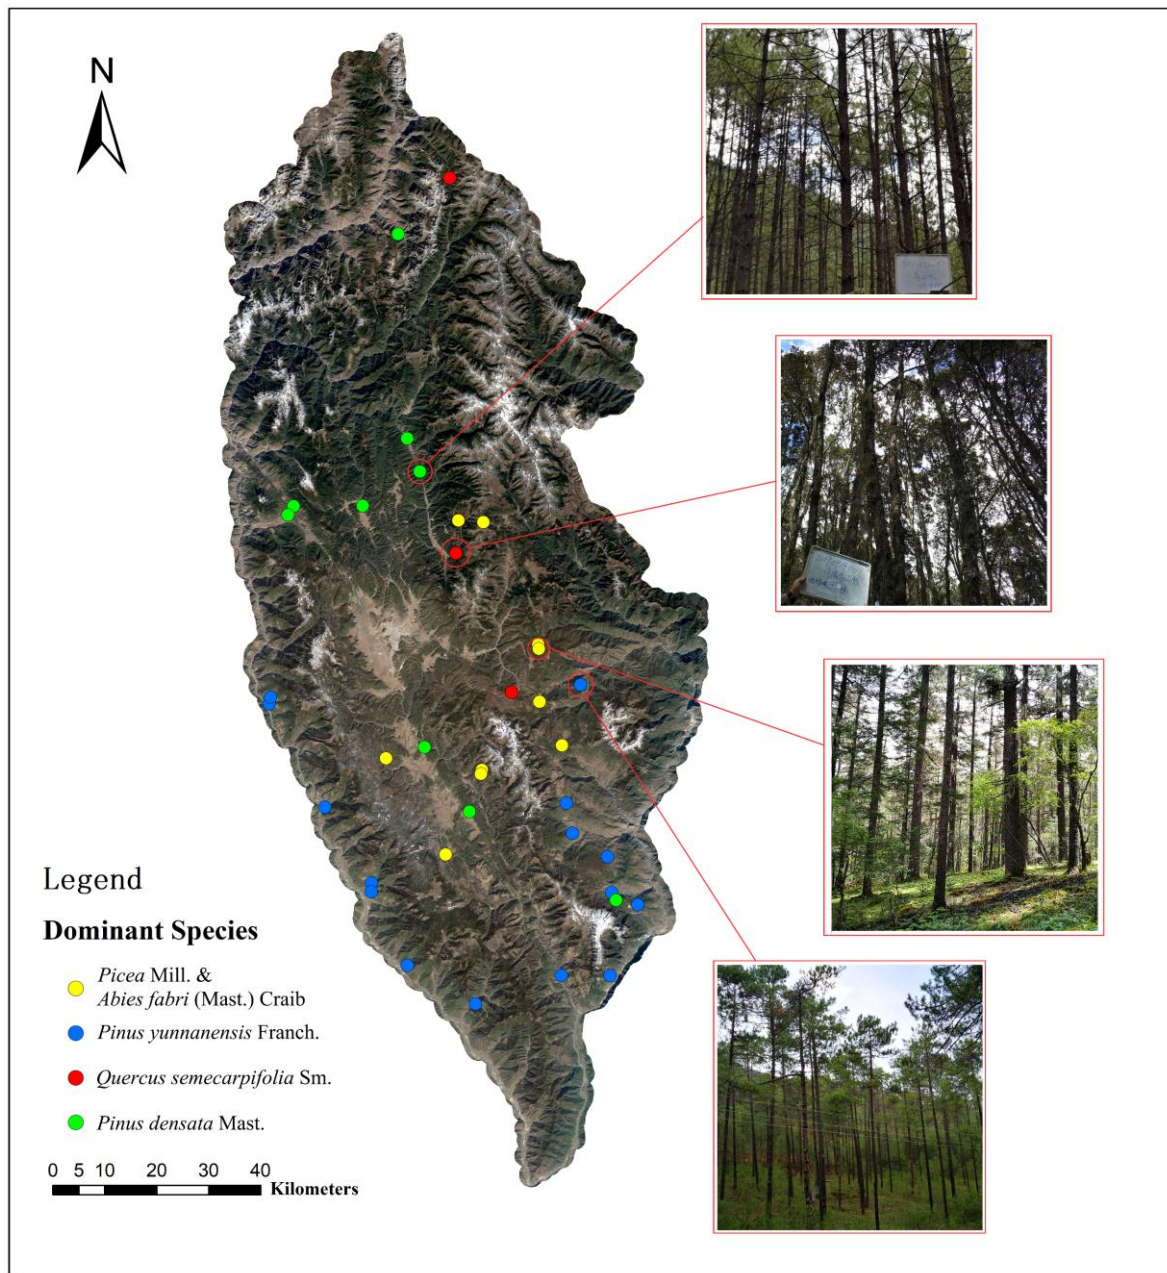 N
Legend
Dominant Species
Picea Mill. &
Abies fabri (Mast.) Craib
Pinus yunnanensis Franch.
Quercus semecarpifolia Sm.
Pinus densata Mast.
0 5 10 20 30 40
Kilometers